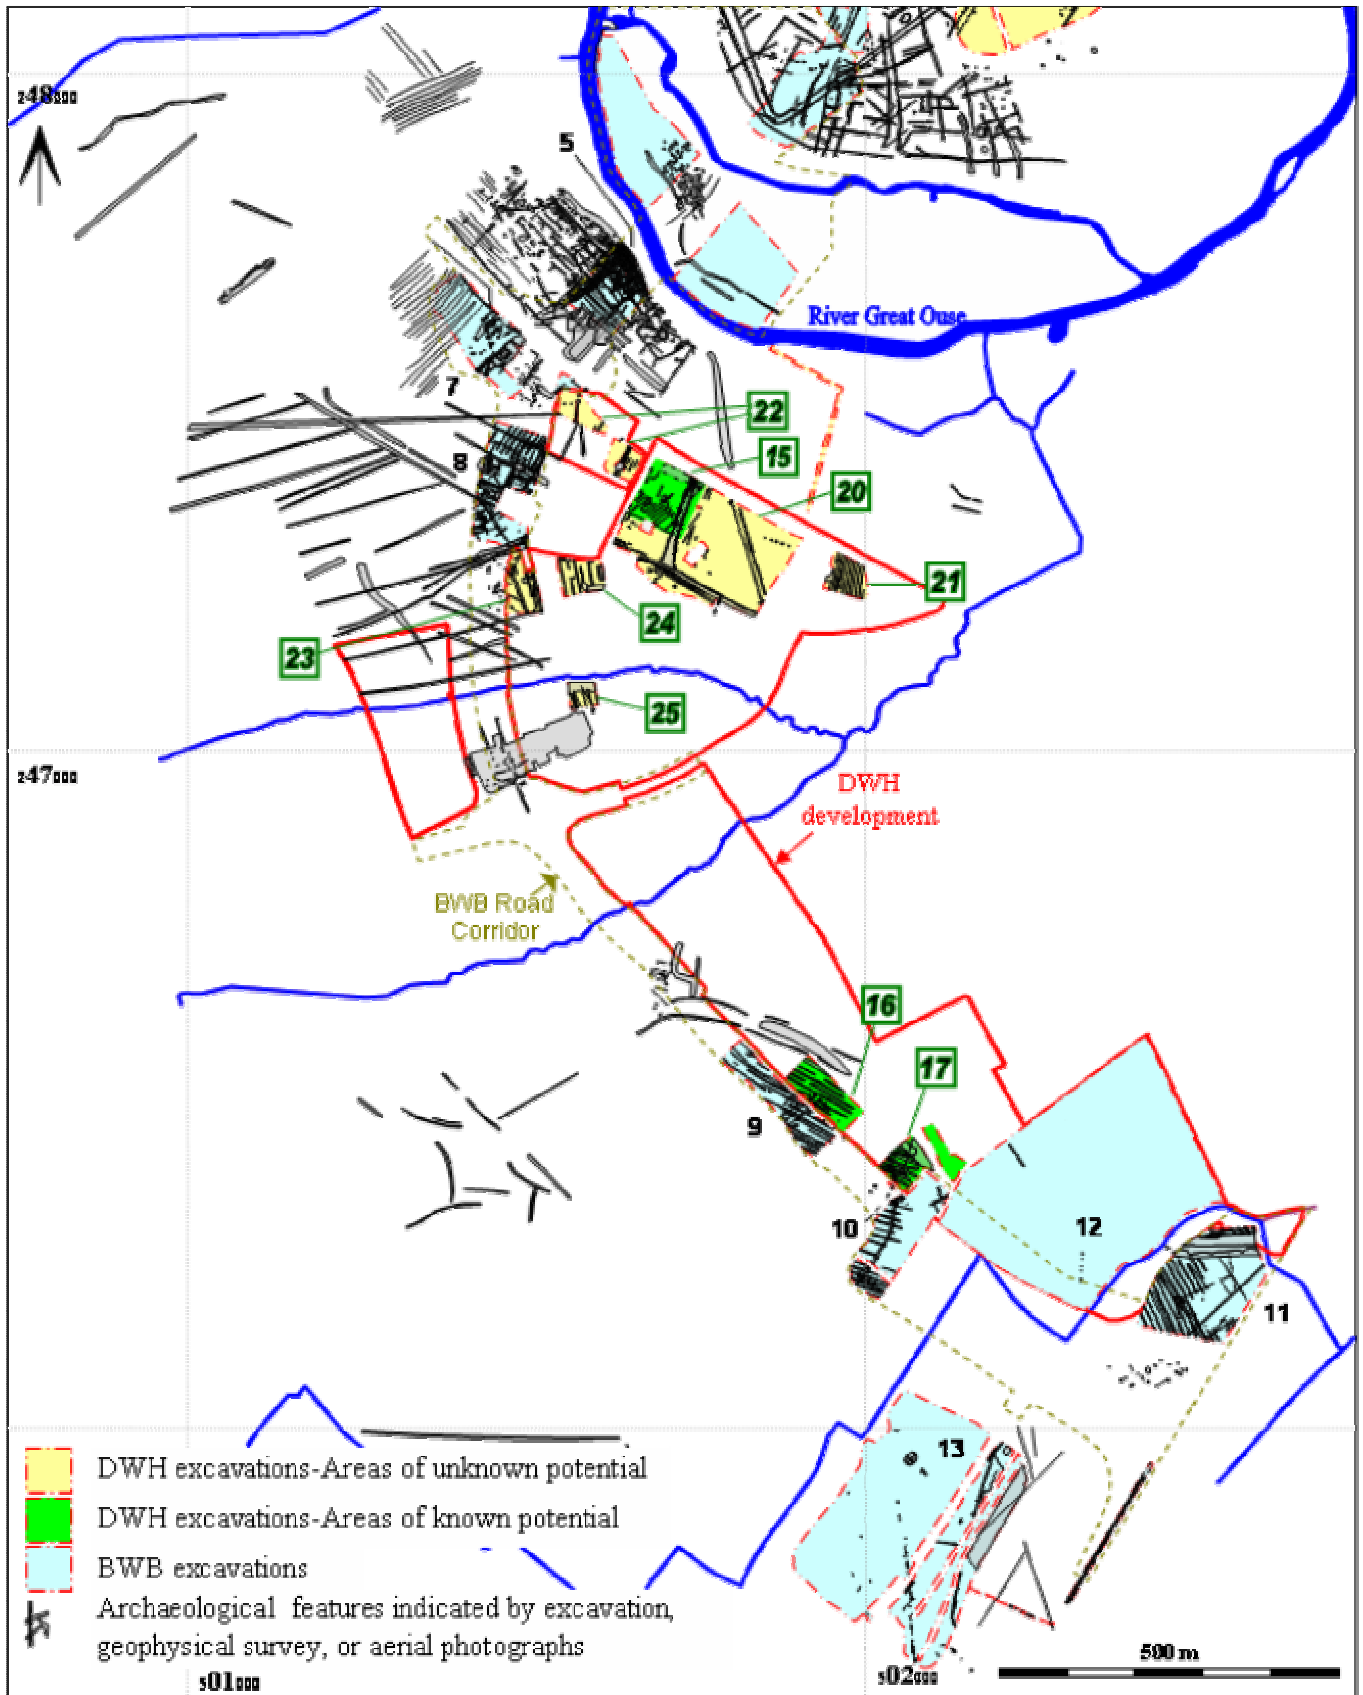 248000
5
River Great Ouse
7
22
8
15
20
21
24
23
25
247000
DWH
development
BWB Road
Corridor
16
17
9
10
12
11
13
DWH excavations-Areas of unknown potential
DWH excavations-Areas of known potential
BWB excavations
Archaeological features indicated by excavation,
geophysical survey, or aerial photographs
500 m
501000
502000